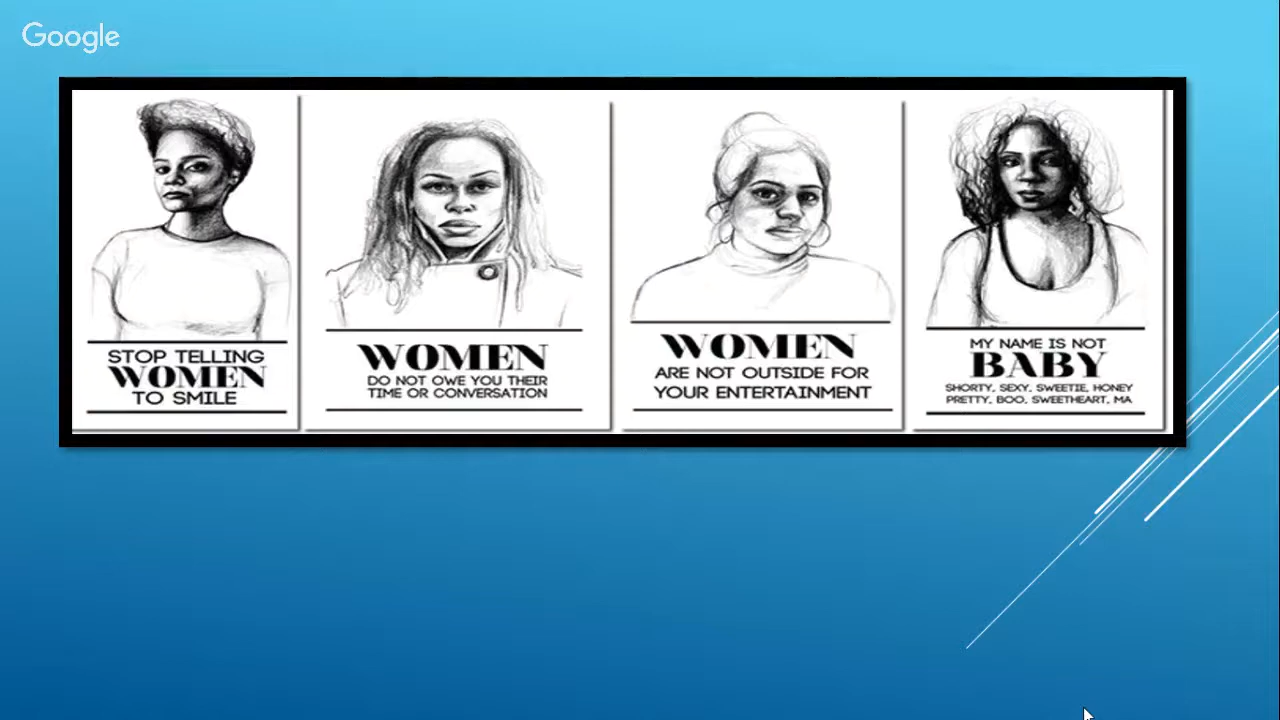 Google
STOP TELLING
WOMEN
TO SMILE
WOMEN
DO NOT OWE YOU THEIR
TIME OR CONVERSATION
WOMEN
ARE NOT OUTSIDE FOR
YOUR ENTERTAINMENT
MY NAME IS NOT
BABY
SHORTY, SEXY, SWEETIE, HONEY
PRETTY, BOO, SWEETHEART, MA